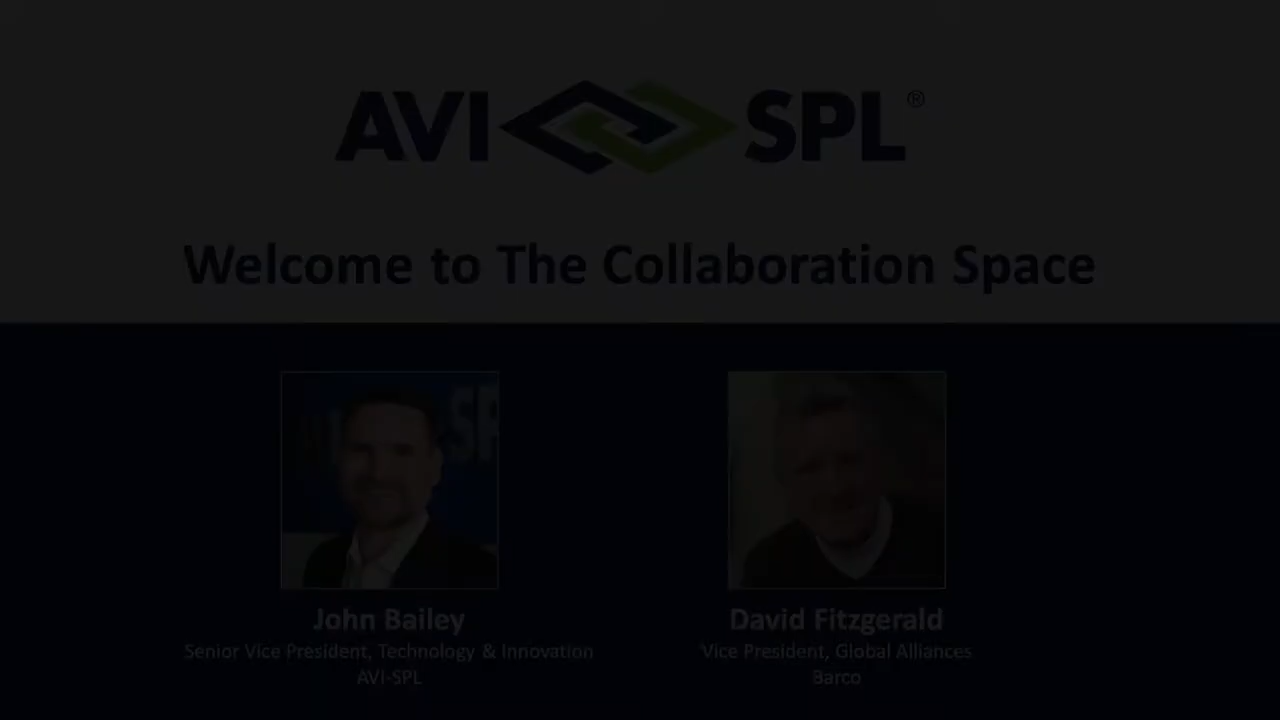 AVI SPL®
Welcome to The Collaboration Space
John Bailey
Senior Vice President, Technology & Innovation
AVI-SPL
David Fitzgerald
Vice President, Global Alliances
Barco